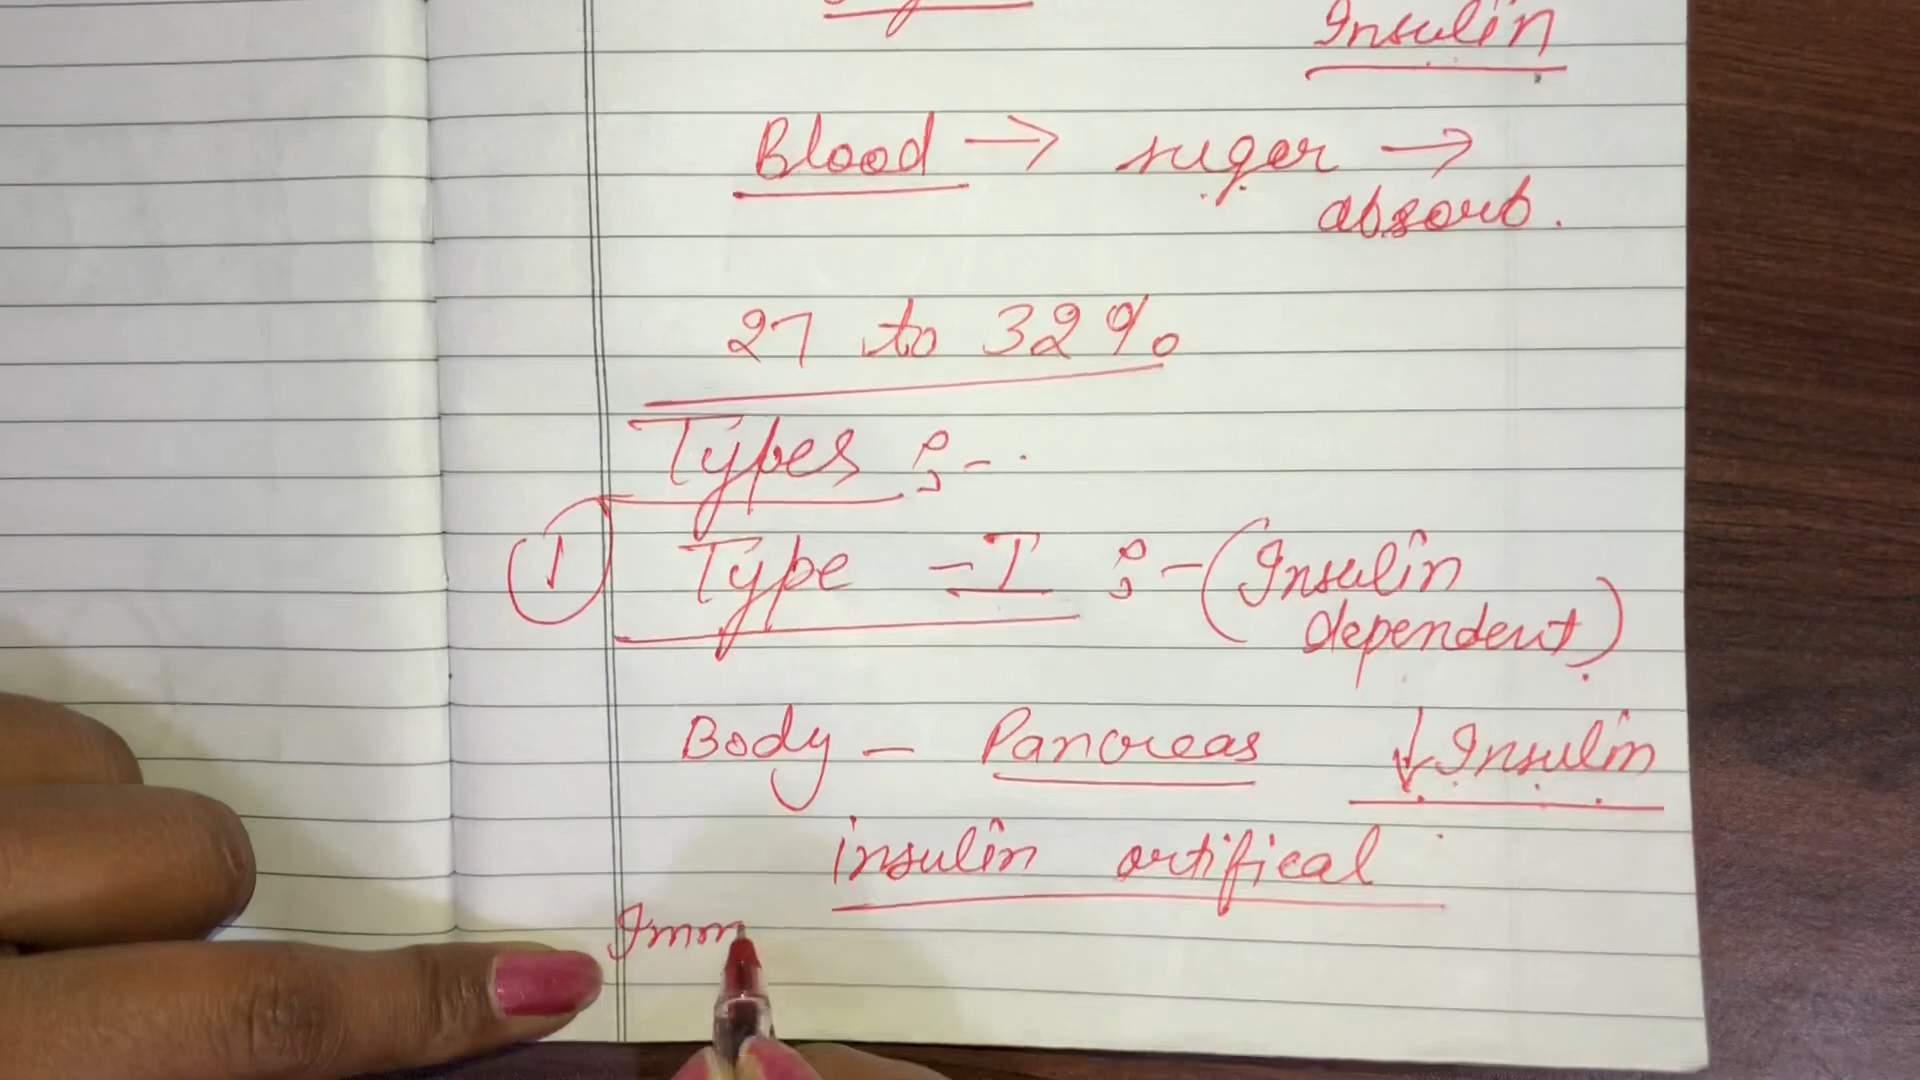 Insulin
Blood → suger →
absorb.
27 to 32%
Types :-
1 Type - I :- (Insulin
dependent)
Body - Pancreas ↓ Insulin
insulin artifical
Imm